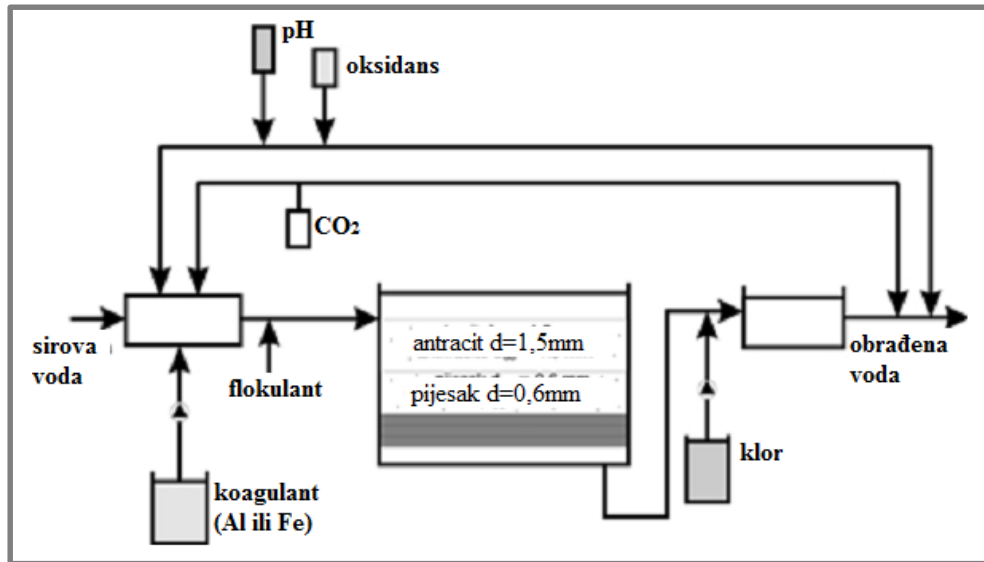 pH
oksidans
CO₂
sirova
voda
flokulant
antracit d=1,5mm
pijesak d=0,6mm
obrađena
voda
klor
koagulant
(Al ili Fe)